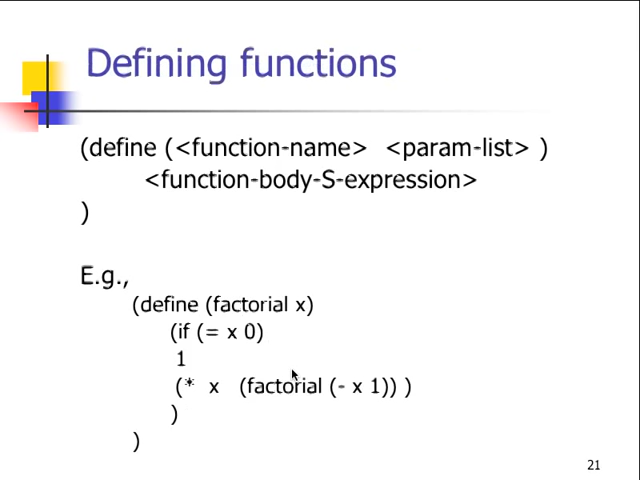 Defining functions
(define (<function-name> <param-list> )
<function-body-S-expression>
)
E.g.,
(define (factorial x)
(if (= x 0)
1
(* x (factorial (- x 1)) )
)
)
21